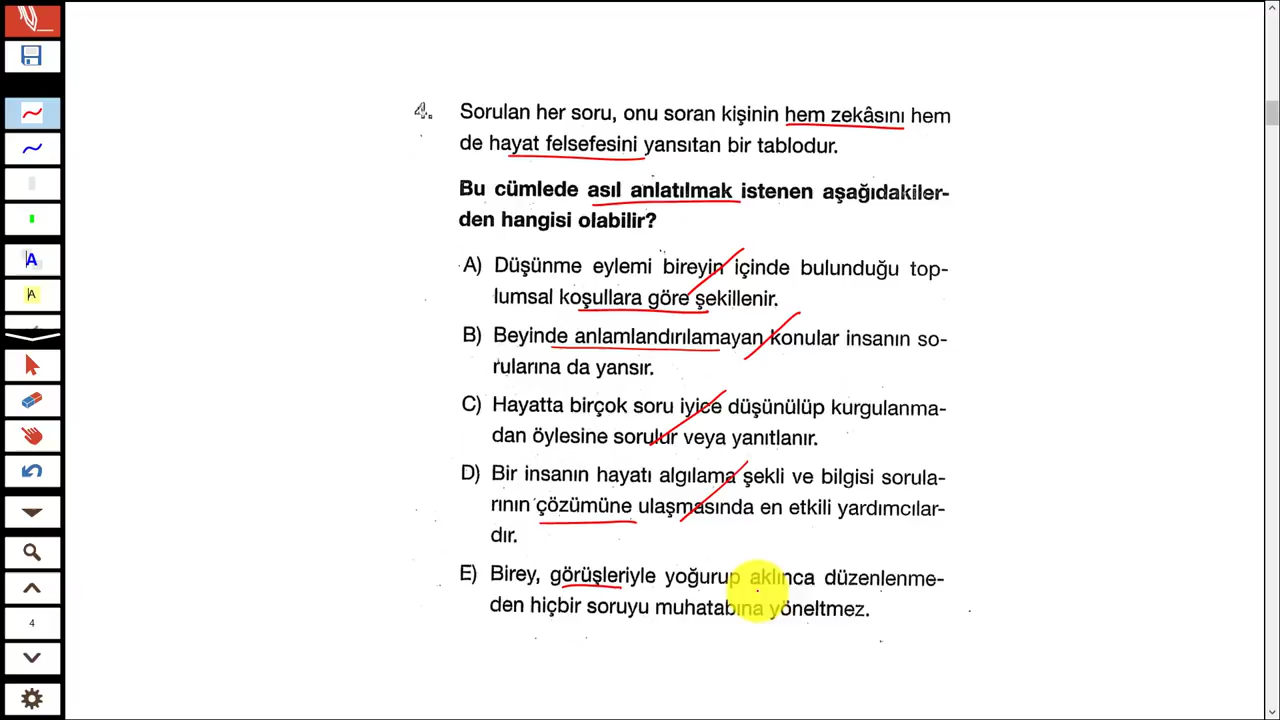 4. Sorulan her soru, onu soran kişinin hem zekâsını hem
de hayat felsefesini yansıtan bir tablodur.
Bu cümlede asıl anlatılmak istenen aşağıdakiler-
den hangisi olabilir?
A) Düşünme eylemi bireyin içinde bulunduğu top-
lumsal koşullara göre şekillenir.
B) Beyinde anlamlandırılamayan konular insanın so-
rularına da yansır.
C) Hayatta birçok soru iyice düşünülüp kurgulanma-
dan öylesine sorulur veya yanıtlanır.
D) Bir insanın hayatı algılama şekli ve bilgisi sorula-
rının çözümüne ulaşmasında en etkili yardımcılar-
dır.
E) Birey, görüşleriyle yoğurup aklınca düzenlenme-
den hiçbir soruyu muhatabına yöneltmez.
A
A
4